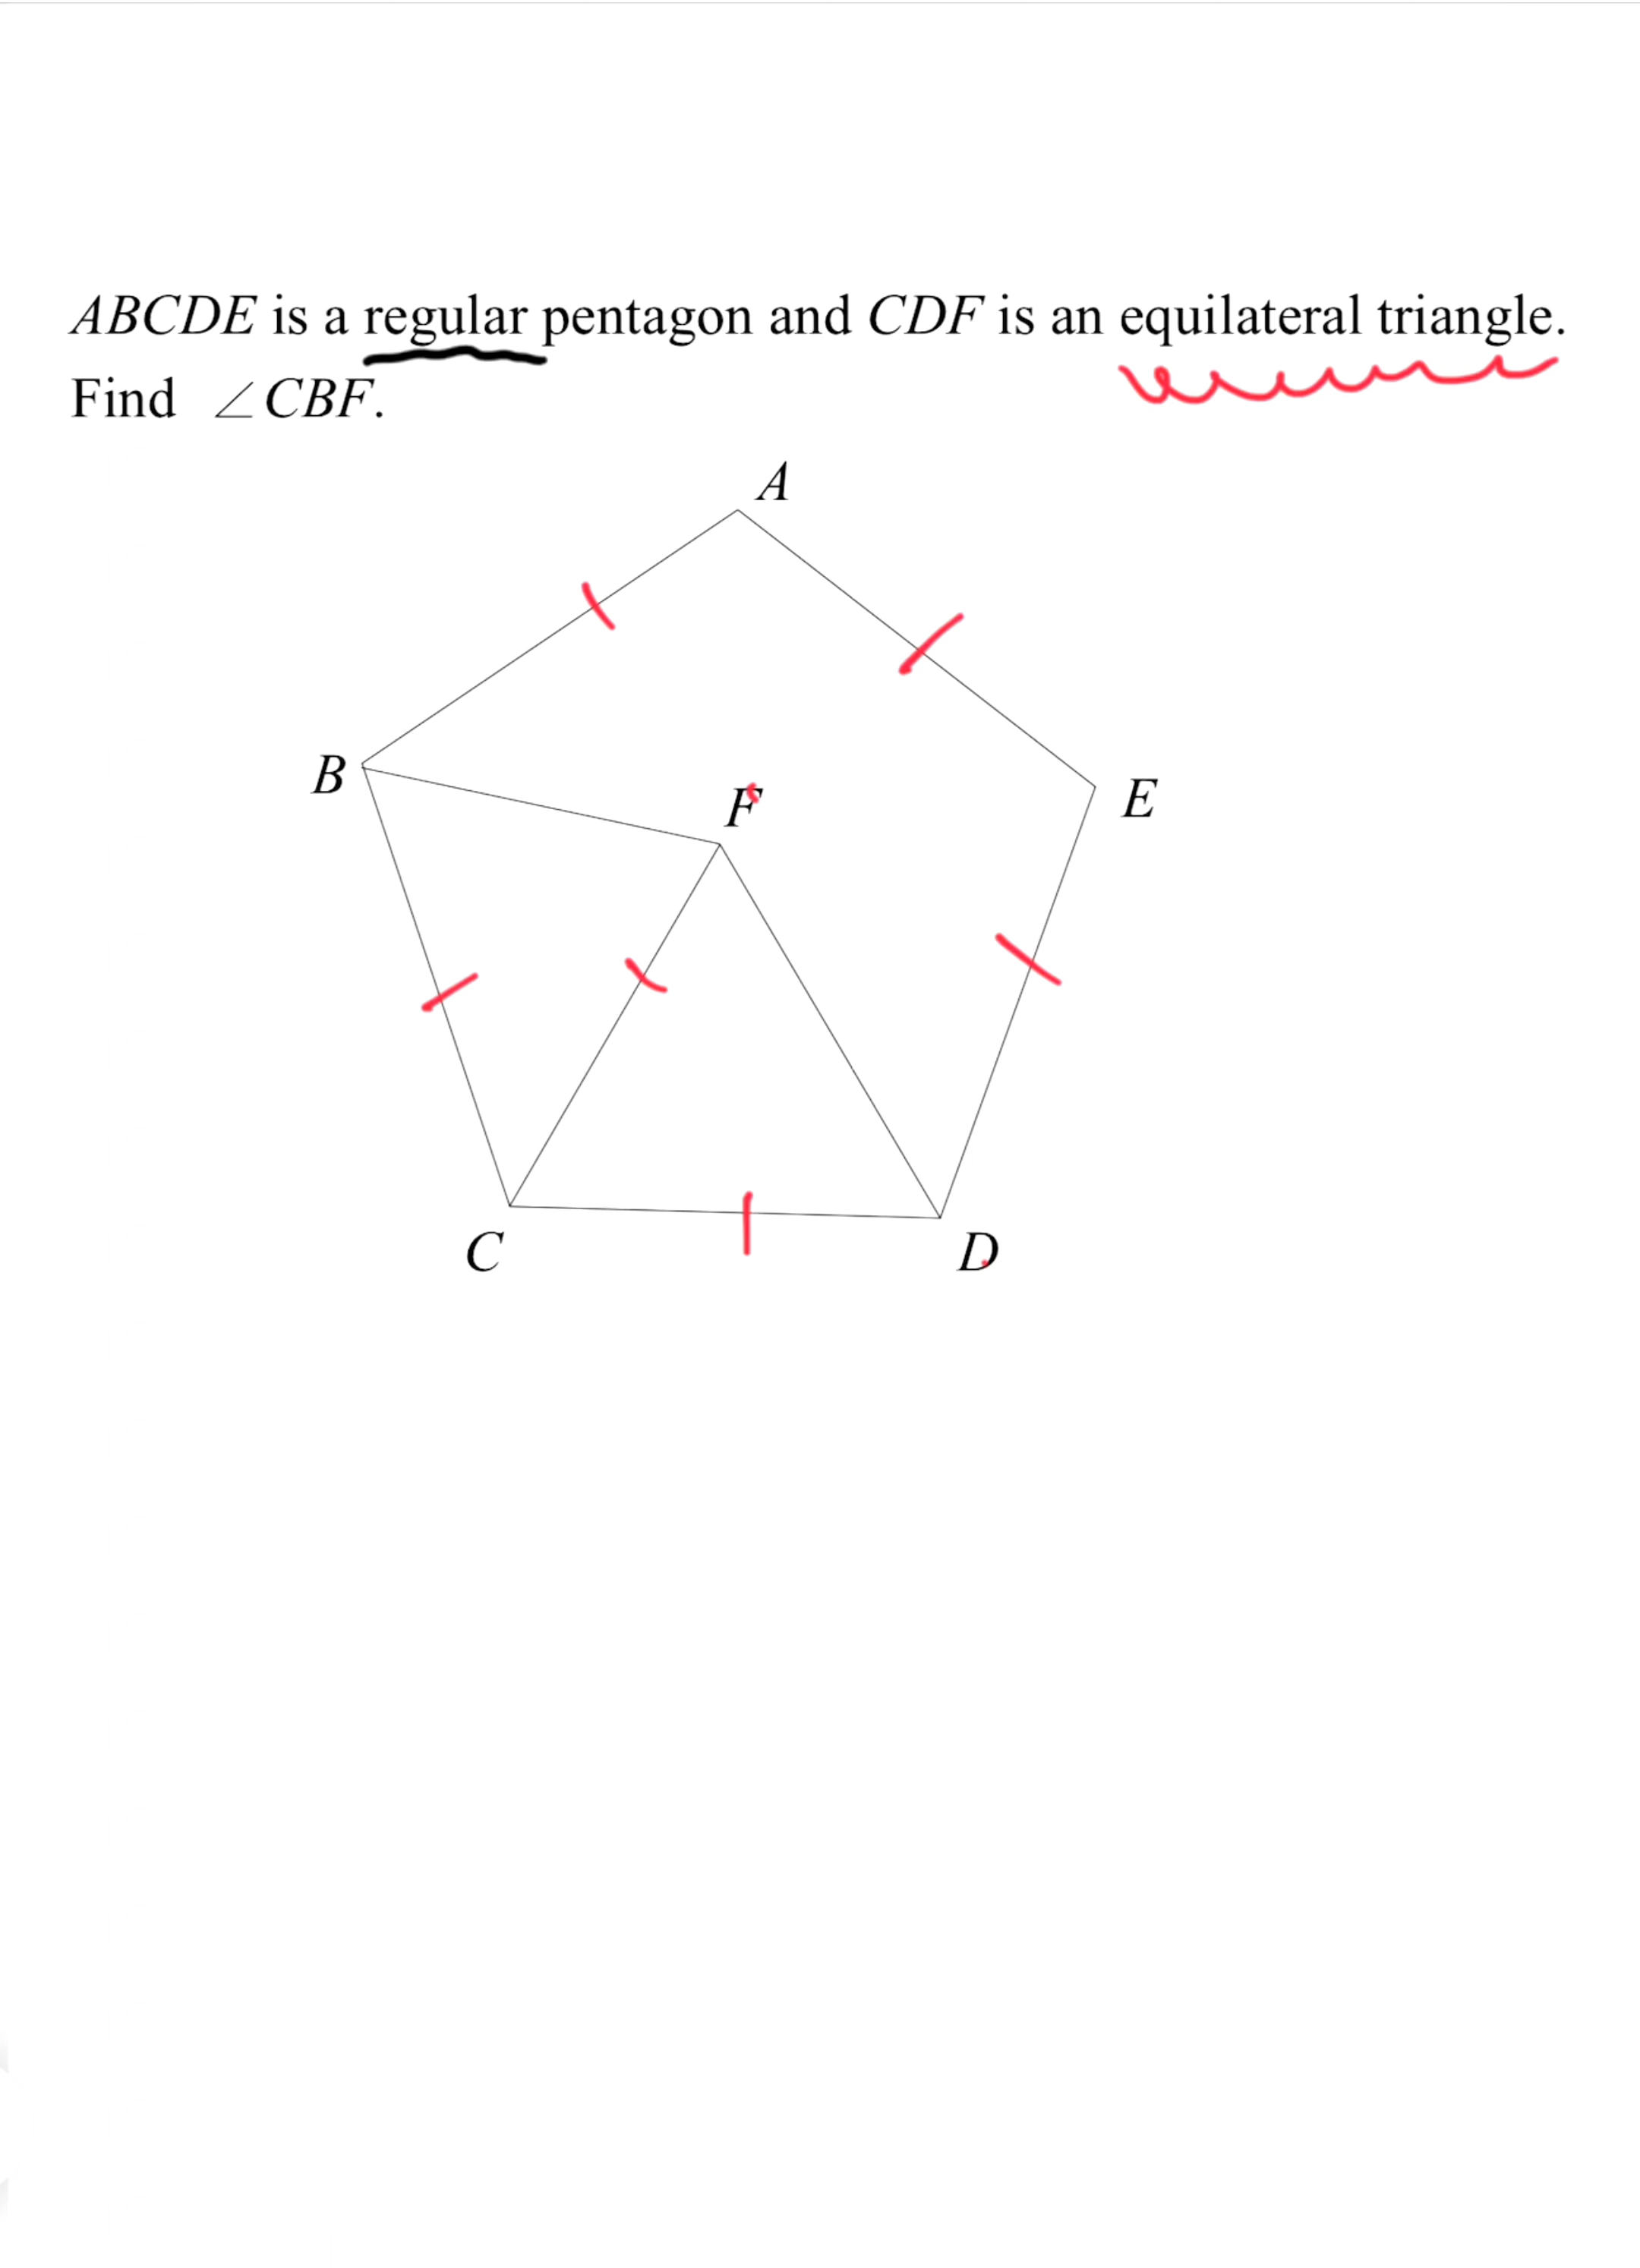 ABCDE is a regular pentagon and CDF is an equilateral triangle.
Find ∠CBF.
A
B
F
E
C
D